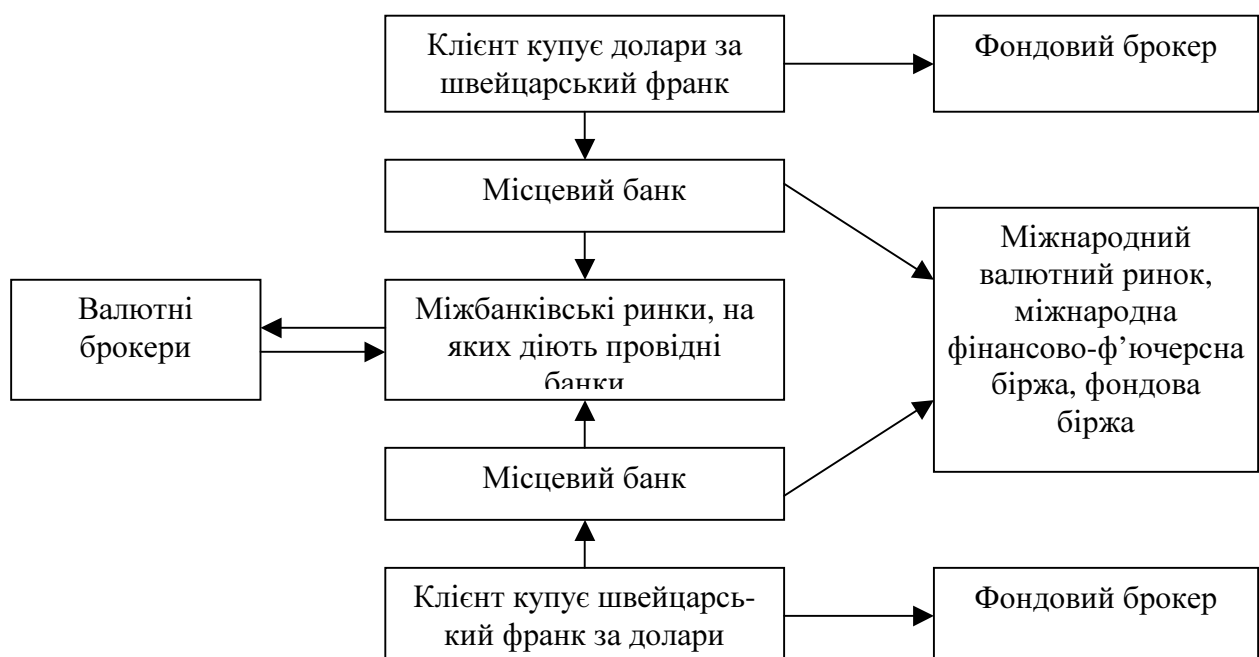 Клієнт купує долари за
швейцарський франк
Фондовий брокер
Місцевий банк
Міжнародний
валютний ринок,
міжнародна
фінансово-ф’ючерсна
біржа, фондова
біржа
Валютні
брокери
Міжбанківські ринки, на
яких діють провідні
банки
Місцевий банк
Клієнт купує швейцарсь-
кий франк за долари
Фондовий брокер